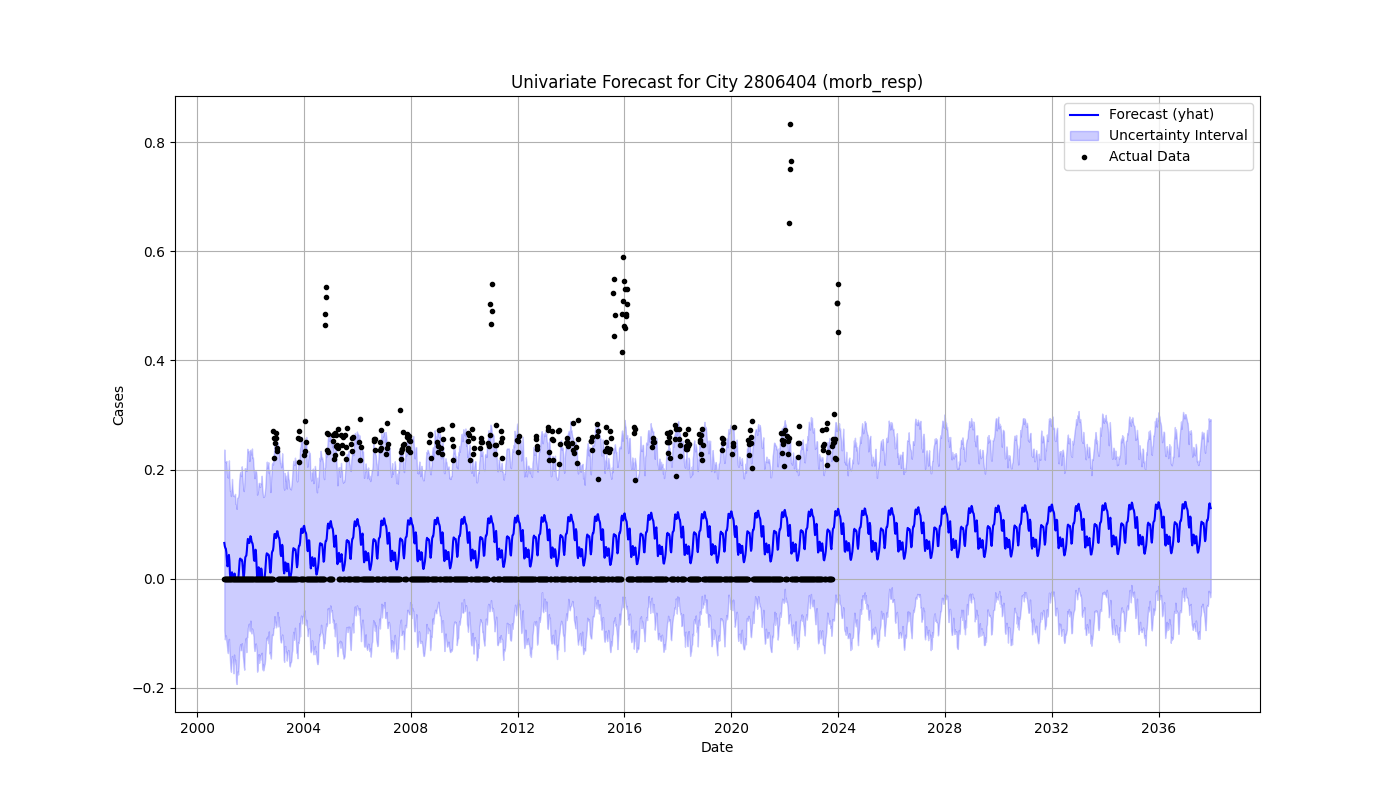 Univariate Forecast for City 2806404 (morb_resp)
Forecast (yhat)
Uncertainty Interval
Actual Data
Cases
0.8
0.6
0.4
0.2
0.0
−0.2
2000 2004 2008 2012 2016 2020 2024 2028 2032 2036
Date